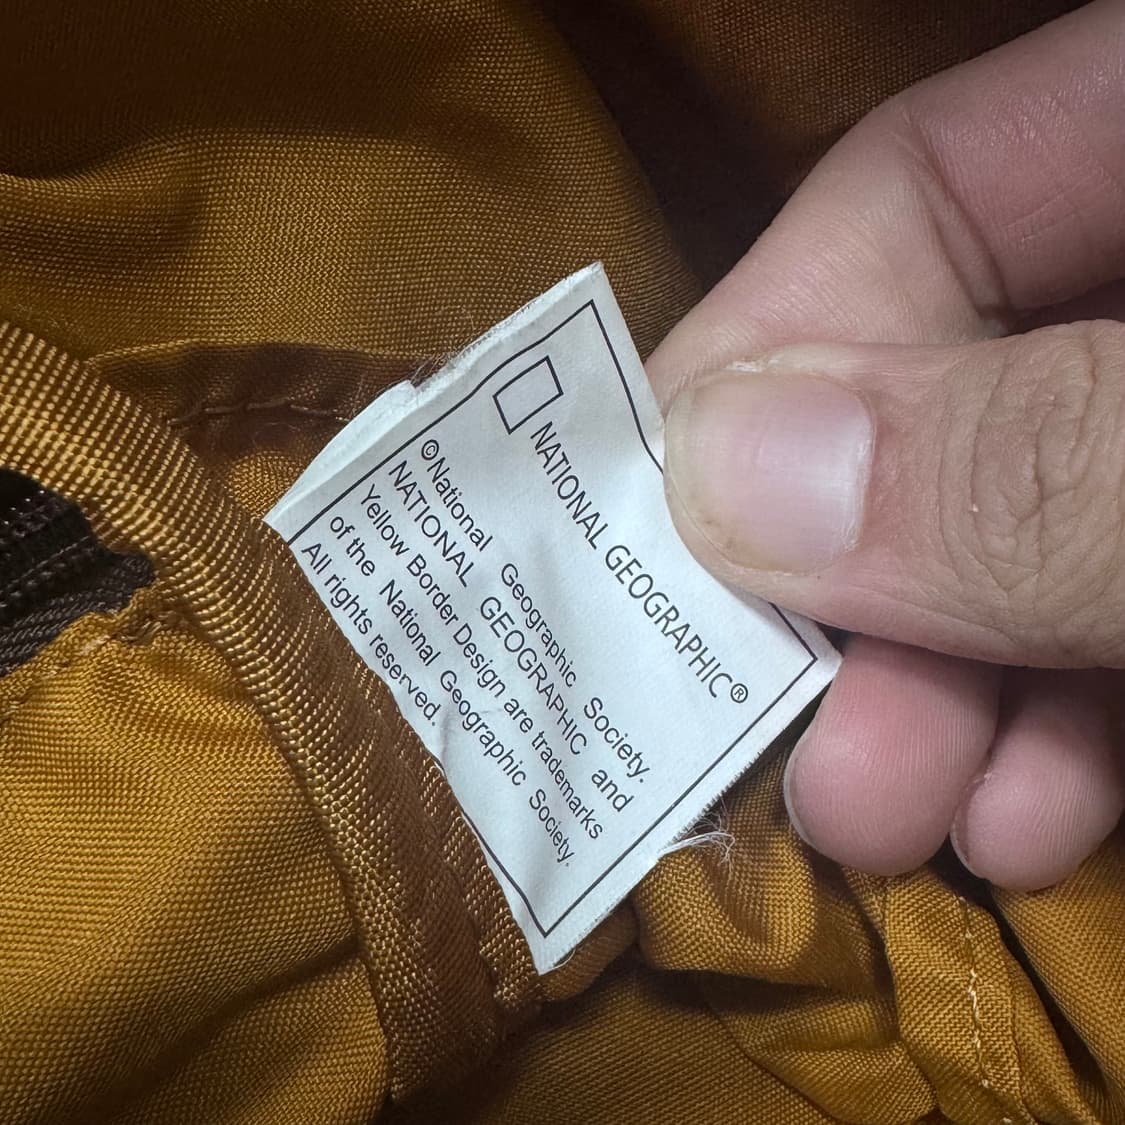 NATIONAL GEOGRAPHIC®
©National Geographic Society.
NATIONAL GEOGRAPHIC and
Yellow Border Design are trademarks
of the National Geographic Society.
All rights reserved.